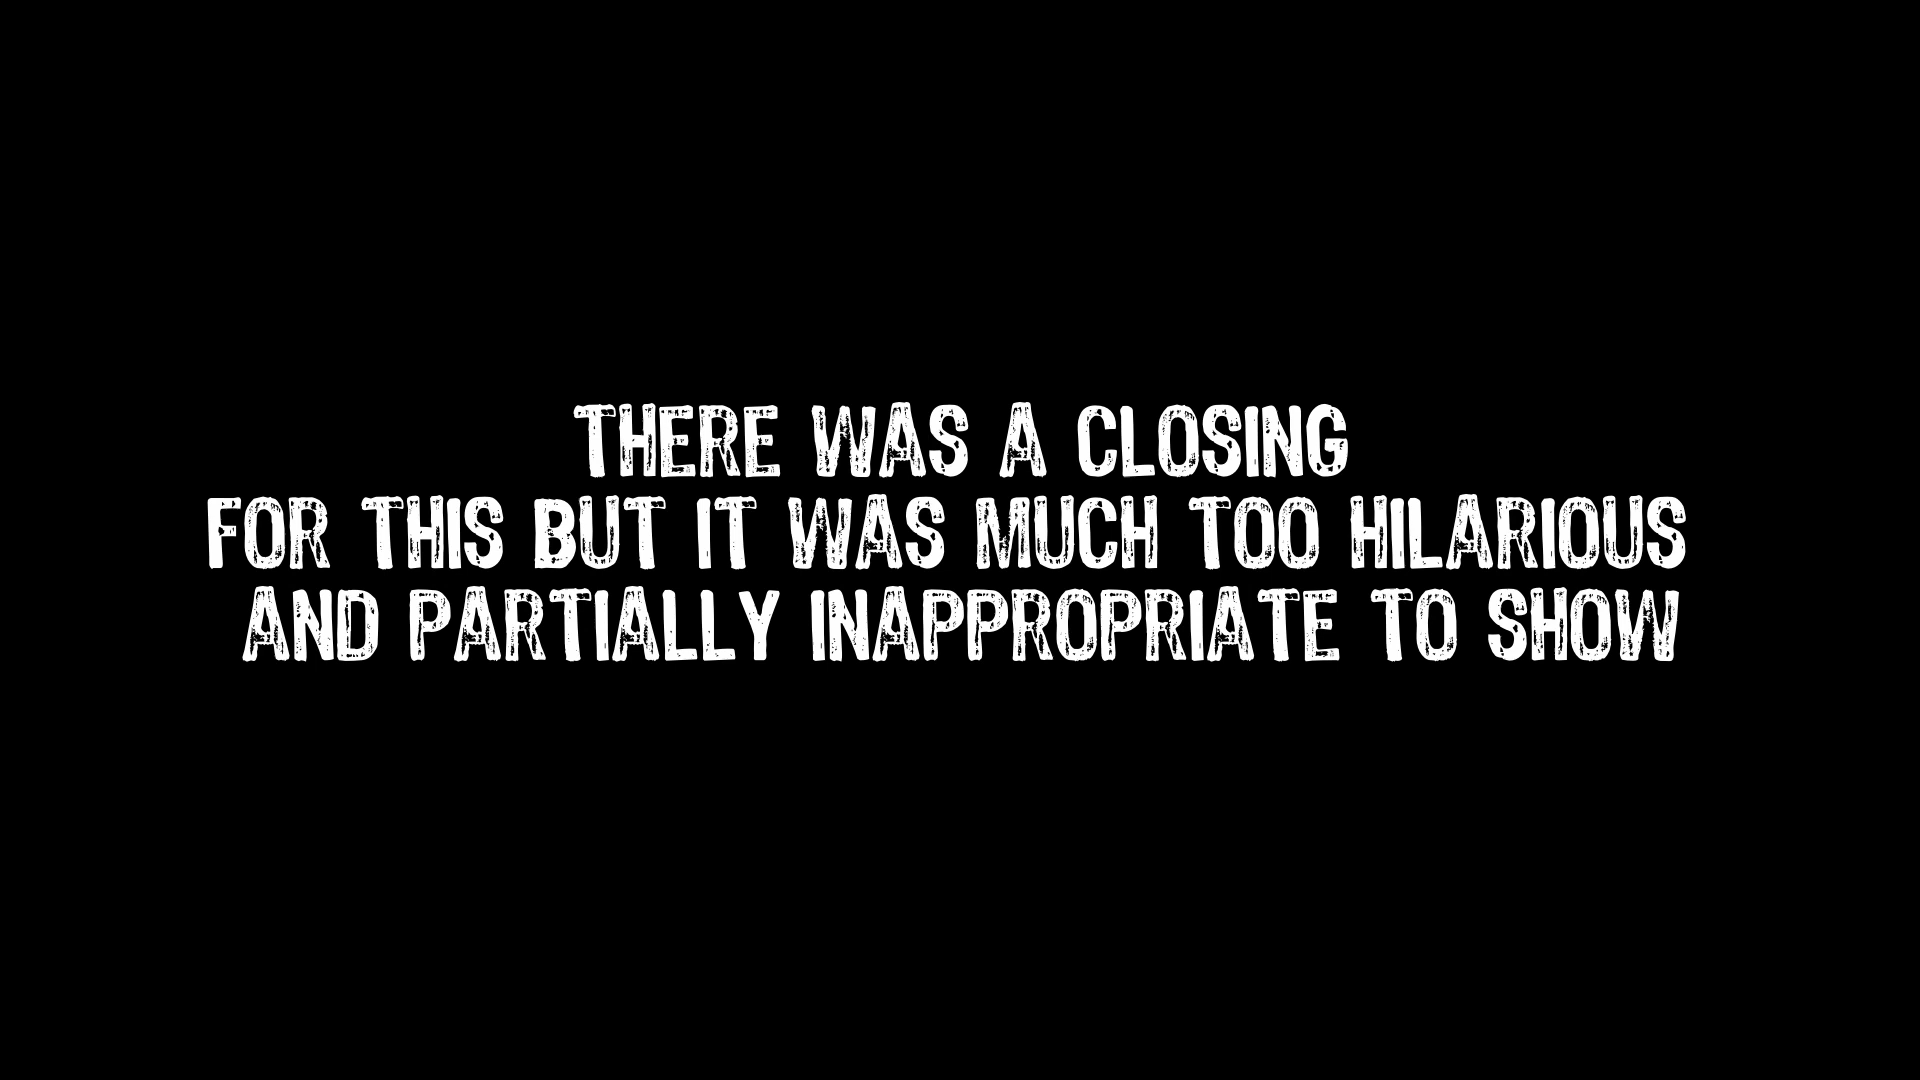 THERE WAS A CLOSING
FOR THIS BUT IT WAS MUCH TOO HILARIOUS
AND PARTIALLY INAPPROPRIATE TO SHOW